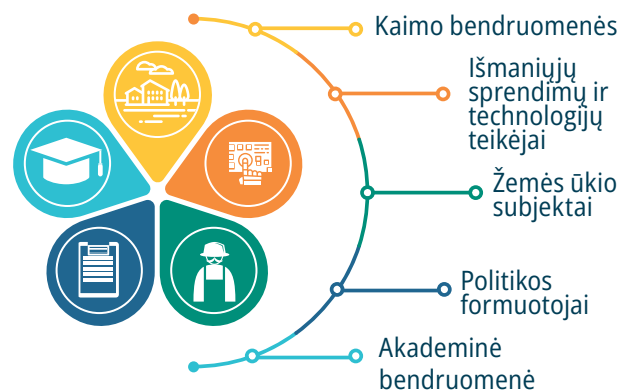 Kaimo bendruomenės
Išmaniųjų
sprendimų ir
technologijų
teikėjai
Žemės ūkio
subjektai
Politikos
formuotojai
Akademinė
bendruomenė